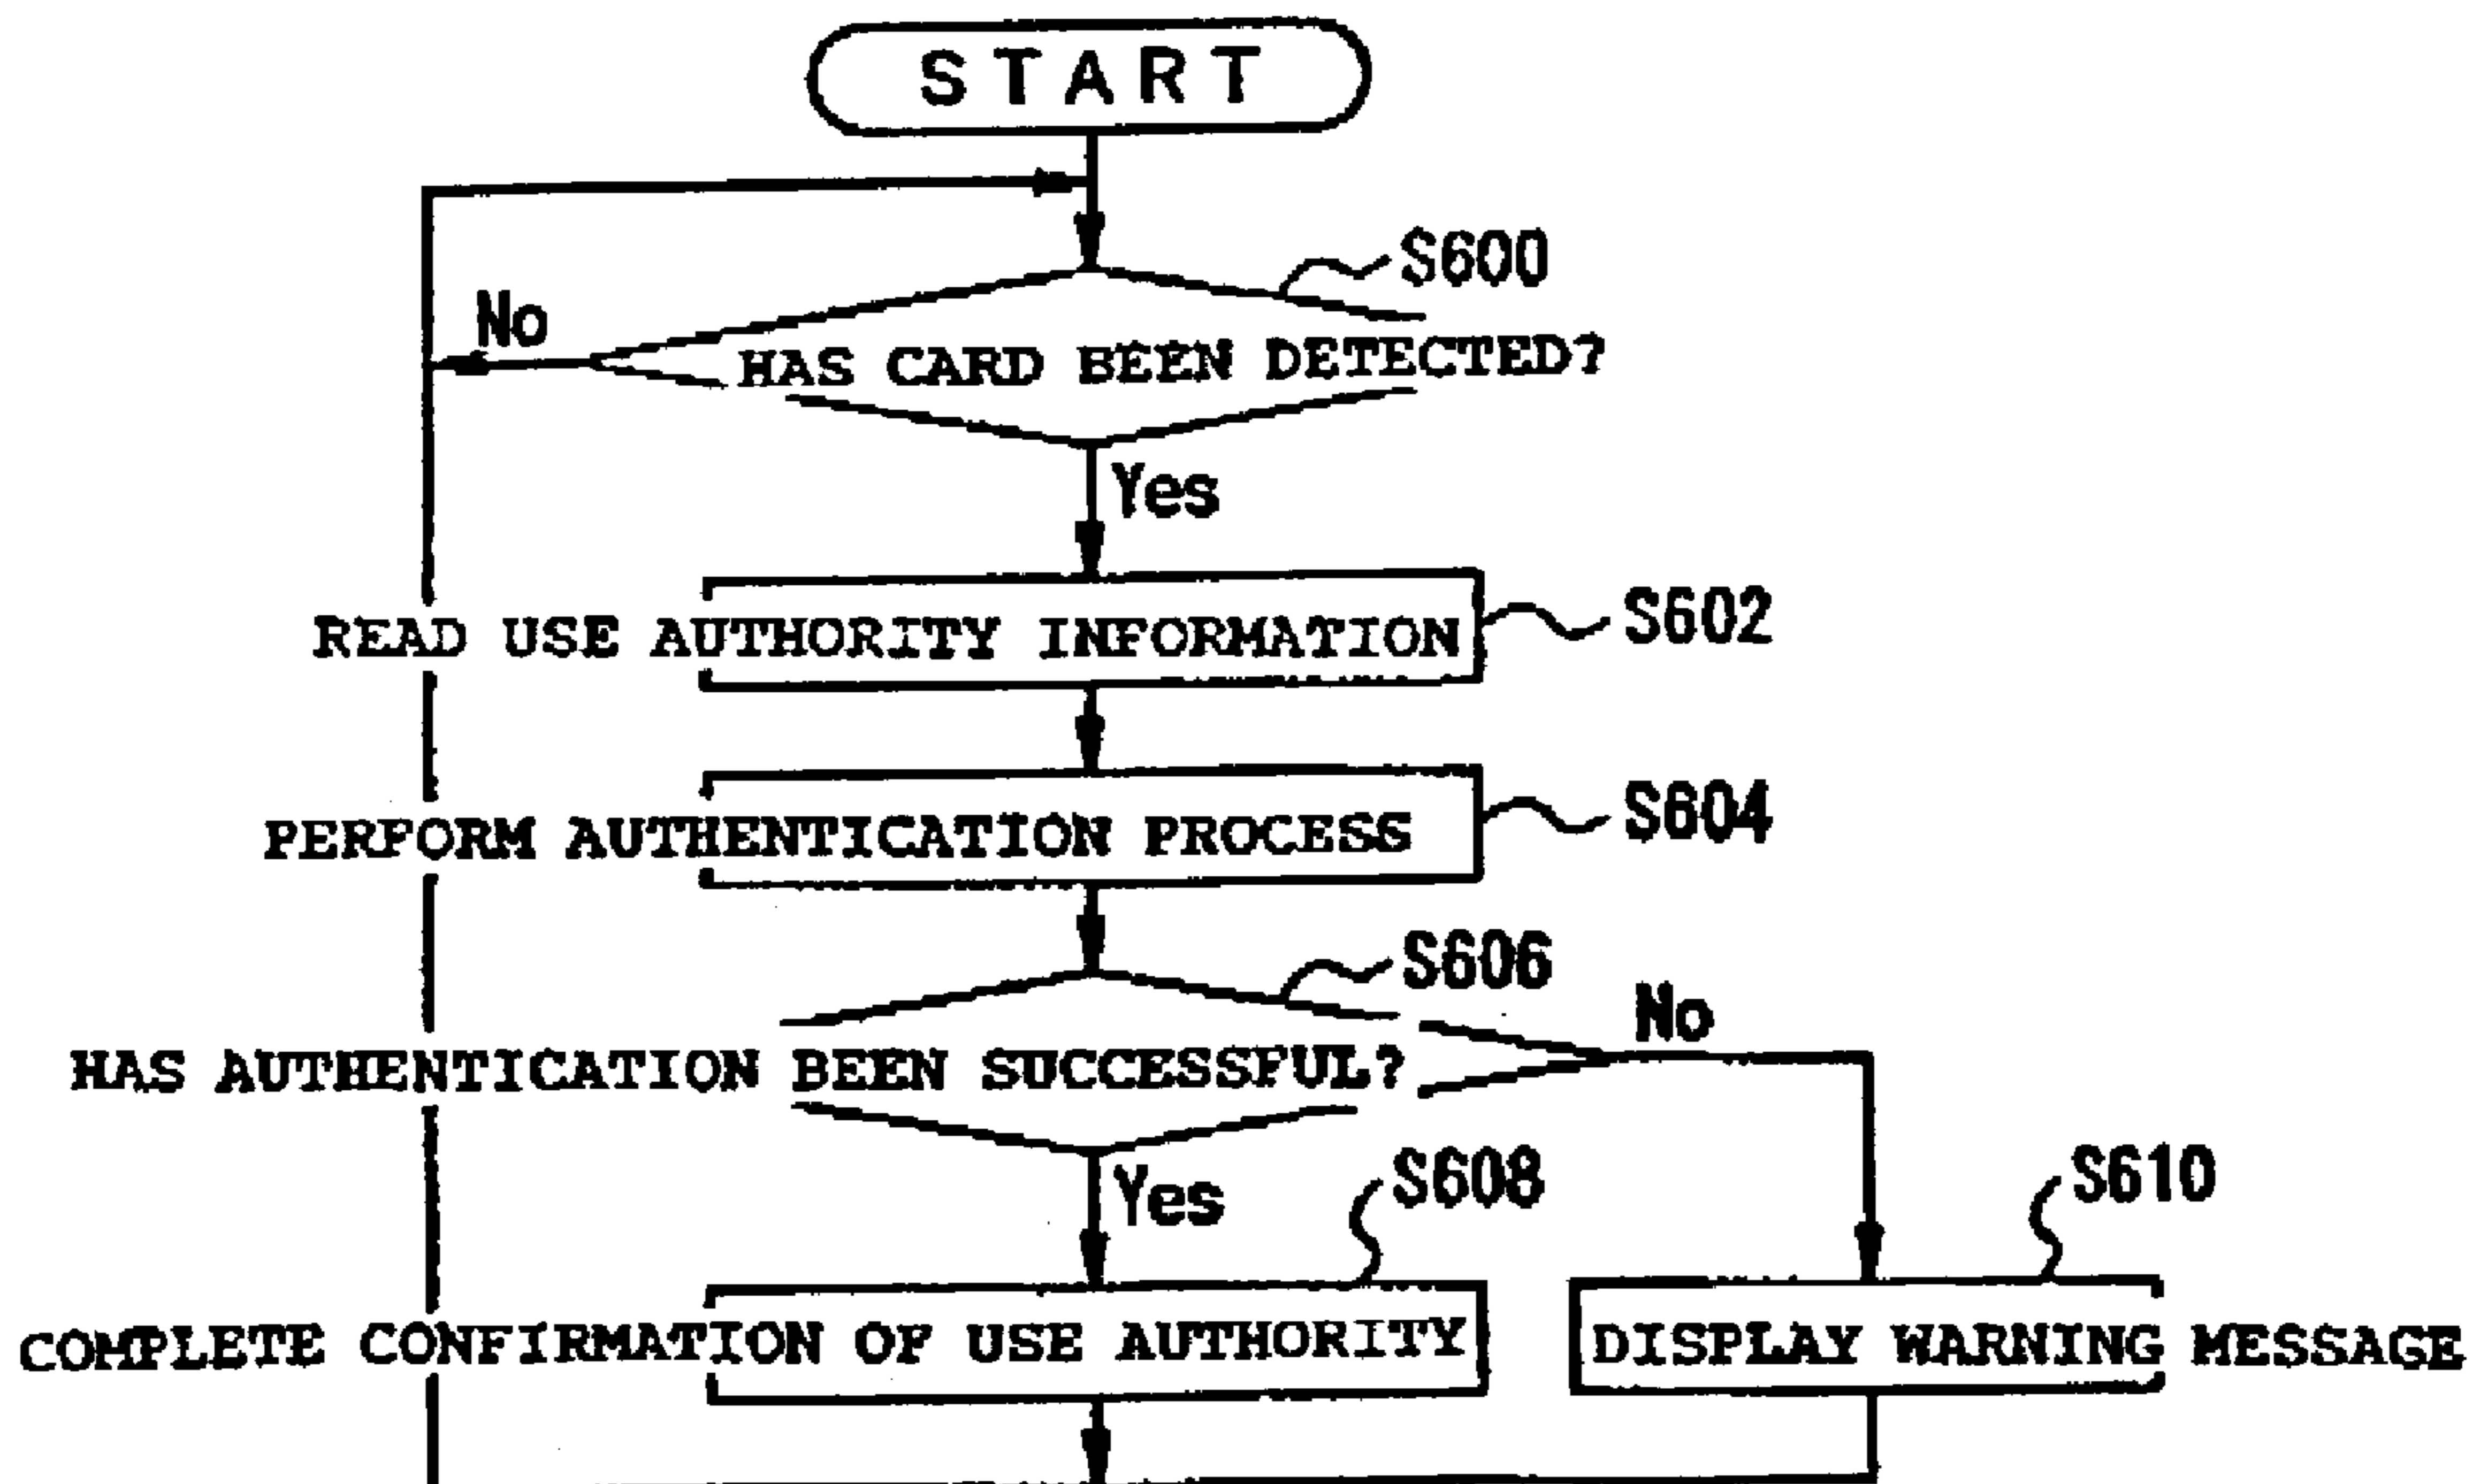 START
S600
No
HAS CARD BEEN DETECTED?
Yes
READ USE AUTHORITY INFORMATION
S602
PERFORM AUTHENTICATION PROCESS
S604
S606
No
HAS AUTHENTICATION BEEN SUCCESSFUL?
Yes
S608
S610
COMPLETE CONFIRMATION OF USE AUTHORITY
DISPLAY WARNING MESSAGE